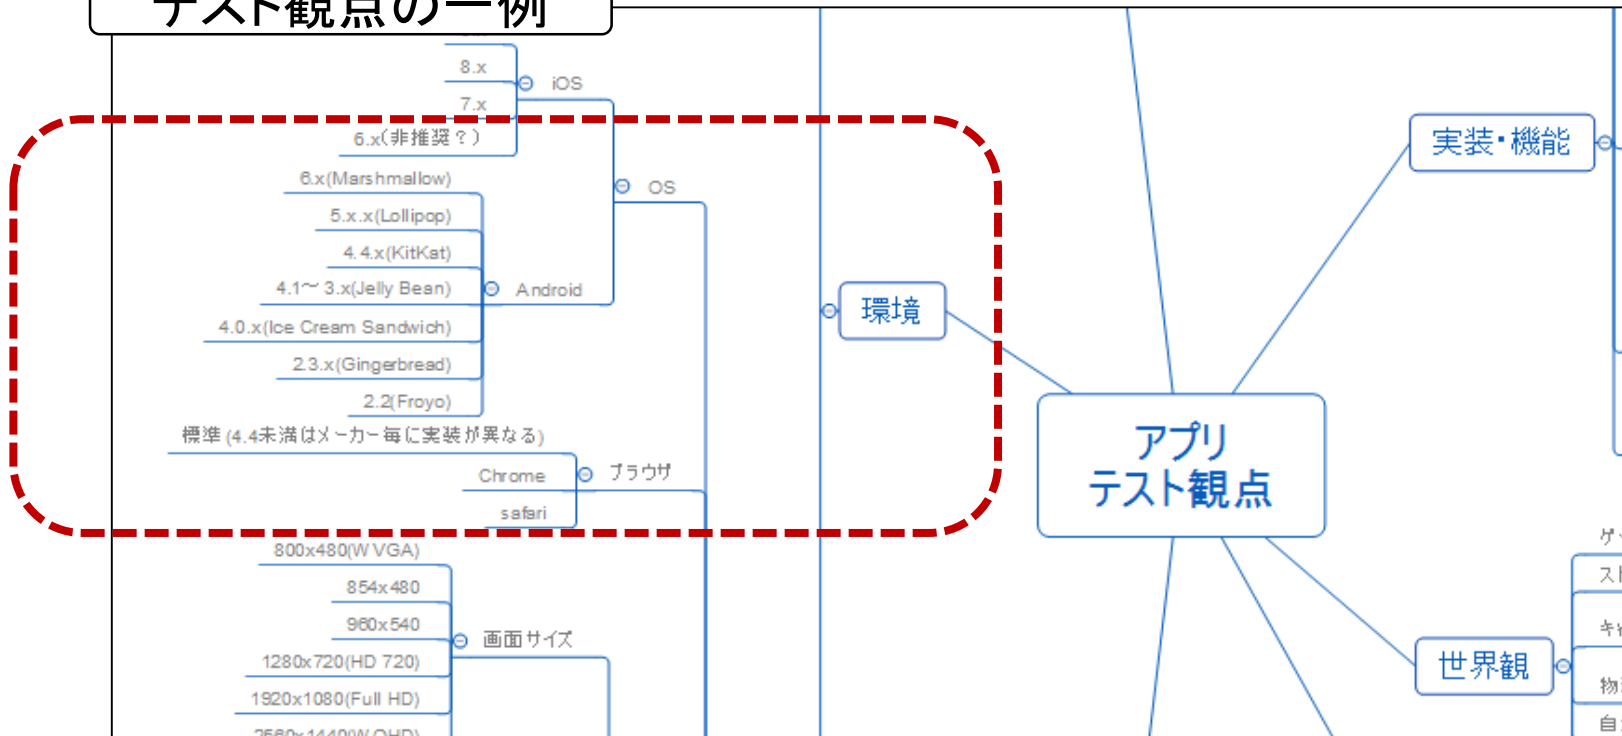 テスト観点の一例
8.x
iOS
7.x
6.x(非推奨？)
6.x(Marshmallow)
OS
5.x.x(Lollipop)
4.4.x(KitKat)
4.1～ 3.x(Jelly Bean)
Android
4.0.x(Ice Cream Sandwich)
2.3.x(Gingerbread)
2.2(Froyo)
標準 (4.4未満はメーカー毎に実装が異なる)
Chrome
ブラウザ
safari
800x480(WVGA)
854x480
960x540
画面サイズ
1280x720(HD 720)
1920x1080(Full HD)
2560x1440(WQHD)
環境
アプリ
テスト観点
実装・機能
世界観